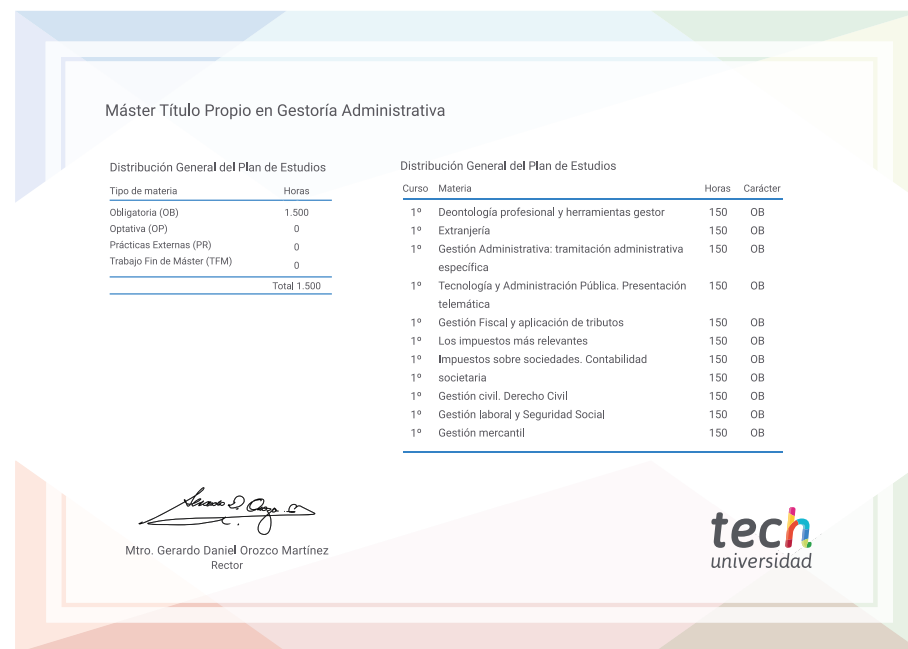 Máster Título Propio en Gestoría Administrativa
Distribución General del Plan de Estudios
Tipo de materia Horas
Obligatoria (OB) 1.500
Optativa (OP) 0
Prácticas Externas (PR) 0
Trabajo Fin de Máster (TFM) 0
Total 1.500
Distribución General del Plan de Estudios
Curso Materia Horas Carácter
1º Deontología profesional y herramientas gestor 150 OB
1º Extranjería 150 OB
1º Gestión Administrativa: tramitación administrativa 150 OB
específica
1º Tecnología y Administración Pública. Presentación 150 OB
telemática
1º Gestión Fiscal y aplicación de tributos 150 OB
1º Los impuestos más relevantes 150 OB
1º Impuestos sobre sociedades. Contabilidad 150 OB
1º societaria 150 OB
1º Gestión civil. Derecho Civil 150 OB
1º Gestión laboral y Seguridad Social 150 OB
1º Gestión mercantil 150 OB
Mtro. Gerardo Daniel Orozco Martínez
Rector
tech
universidad